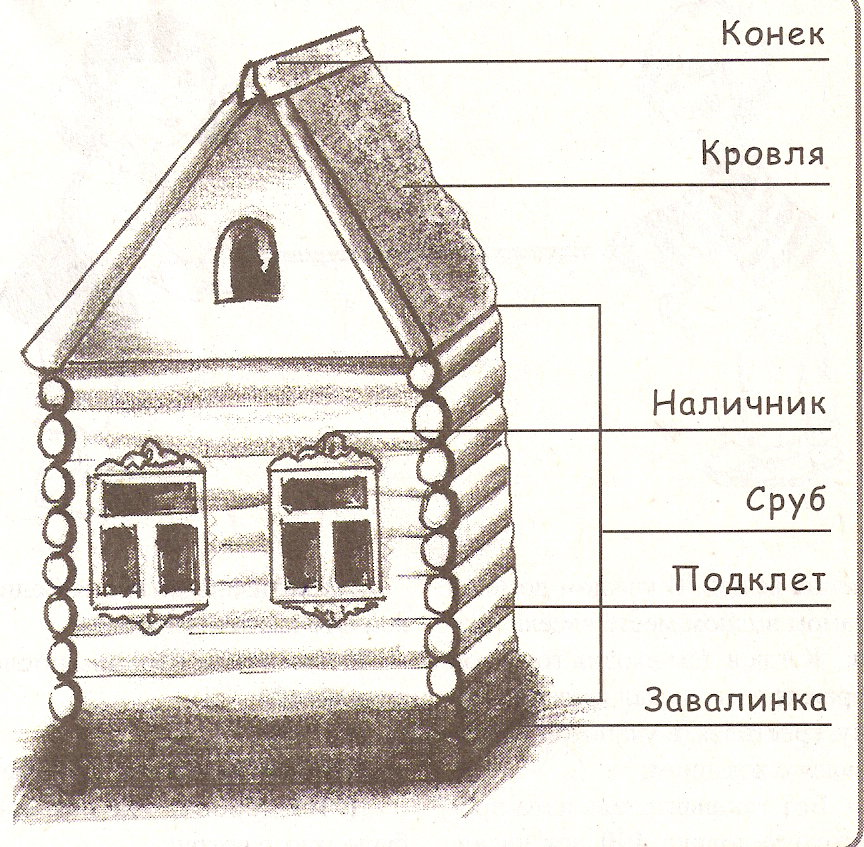 Конек
Кровля
Наличник
Сруб
Подклет
Завалинка